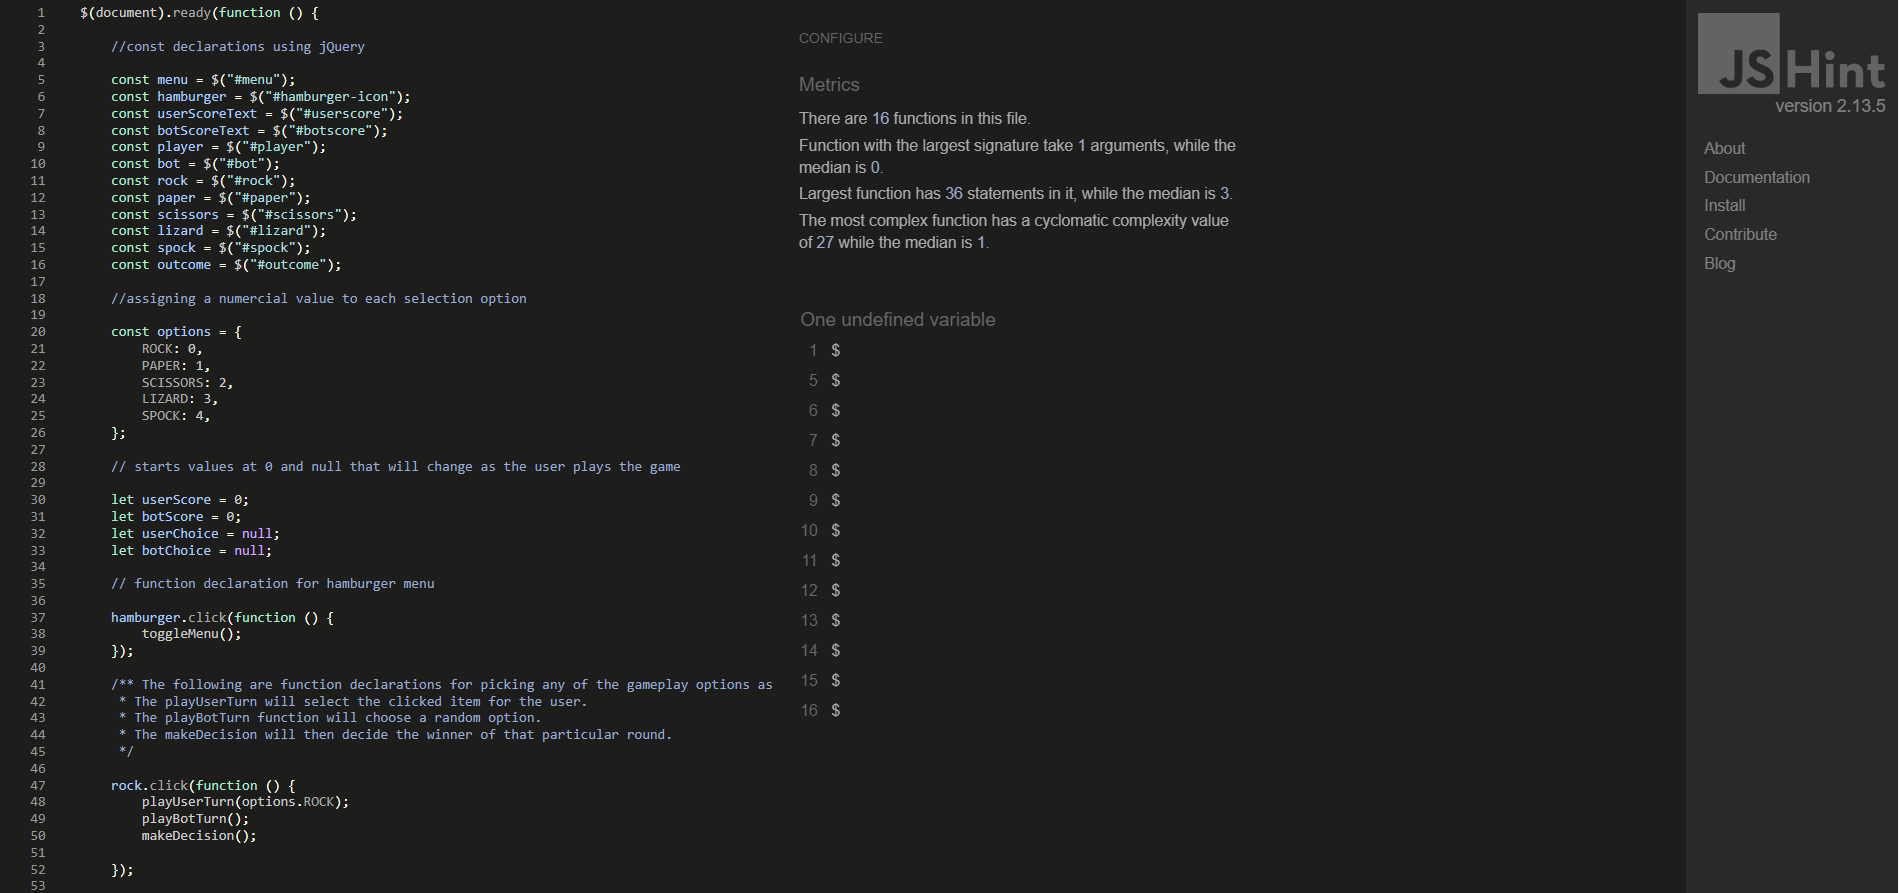 1 $(document).ready(function () {
2
3 //const declarations using jQuery
4
5 const menu = $("#menu");
6 const hamburger = $("#hamburger-icon");
7 const userScoreText = $("#userscore");
8 const botScoreText = $("#botscore");
9 const player = $("#player");
10 const bot = $("#bot");
11 const rock = $("#rock");
12 const paper = $("#paper");
13 const scissors = $("#scissors");
14 const lizard = $("#lizard");
15 const spock = $("#spock");
16 const outcome = $("#outcome");
17
18 //assigning a numercial value to each selection option
19
20 const options = {
21 ROCK: 0,
22 PAPER: 1,
23 SCISSORS: 2,
24 LIZARD: 3,
25 SPOCK: 4,
26 };
27
28 // starts values at 0 and null that will change as the user plays the game
29
30 let userScore = 0;
31 let botScore = 0;
32 let userChoice = null;
33 let botChoice = null;
34
35 // function declaration for hamburger menu
36
37 hamburger.click(function () {
38 toggleMenu();
39 });
40
41 /** The following are function declarations for picking any of the gameplay options as
42 * The playUserTurn will select the clicked item for the user.
43 * The playBotTurn function will choose a random option.
44 * The makeDecision will then decide the winner of that particular round.
45 */
46
47 rock.click(function () {
48 playUserTurn(options.ROCK);
49 playBotTurn();
50 makeDecision();
51
52 });
53
CONFIGURE
Metrics
There are 16 functions in this file.
Function with the largest signature take 1 arguments, while the
median is 0.
Largest function has 36 statements in it, while the median is 3.
The most complex function has a cyclomatic complexity value
of 27 while the median is 1.
One undefined variable
1 $
5 $
6 $
7 $
8 $
9 $
10 $
11 $
12 $
13 $
14 $
15 $
16 $
JSHint
version 2.13.5
About
Documentation
Install
Contribute
Blog